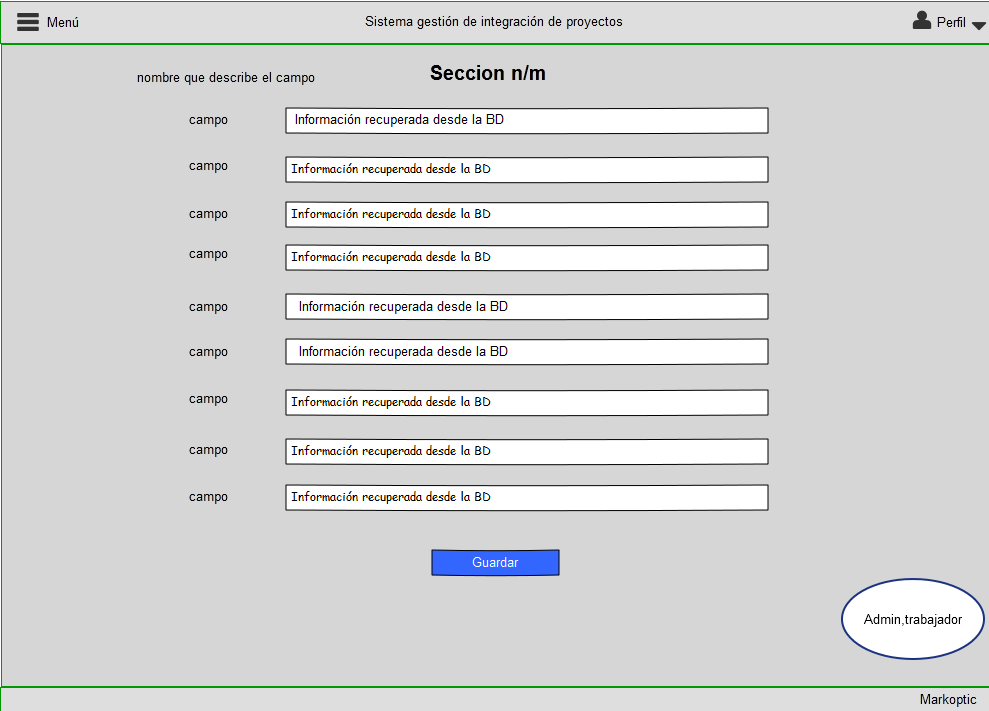 Menú
Sistema gestión de integración de proyectos
Perfil
Seccion n/m
nombre que describe el campo
campo
Información recuperada desde la BD
campo
Información recuperada desde la BD
campo
Información recuperada desde la BD
campo
Información recuperada desde la BD
campo
Información recuperada desde la BD
campo
Información recuperada desde la BD
campo
Información recuperada desde la BD
campo
Información recuperada desde la BD
campo
Información recuperada desde la BD
Guardar
Admin,trabajador
Markoptic